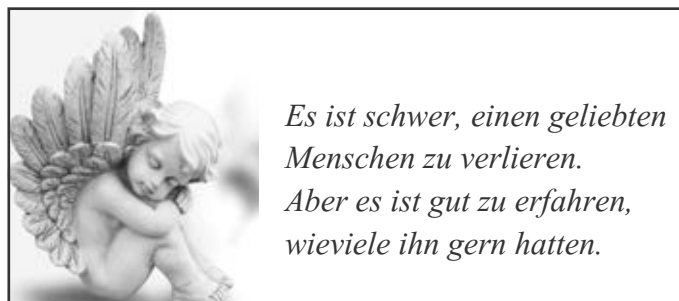 Es ist schwer, einen geliebten
Menschen zu verlieren.
Aber es ist gut zu erfahren,
wieviele ihn gern hatten.